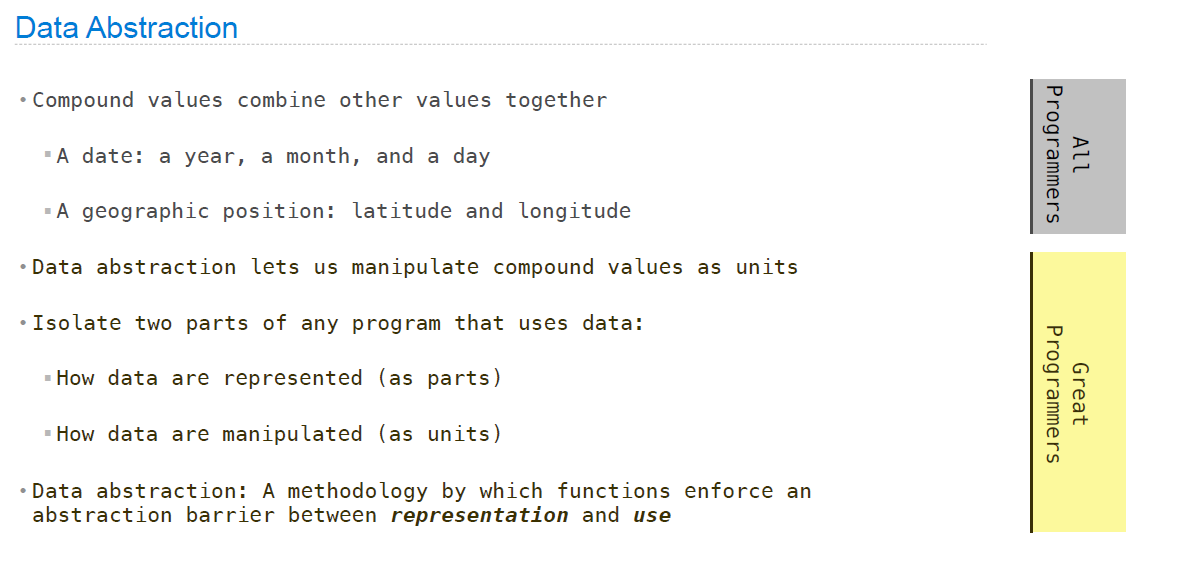 Data Abstraction
• Compound values combine other values together
▪ A date: a year, a month, and a day
▪ A geographic position: latitude and longitude
• Data abstraction lets us manipulate compound values as units
• Isolate two parts of any program that uses data:
▪ How data are represented (as parts)
▪ How data are manipulated (as units)
• Data abstraction: A methodology by which functions enforce an
abstraction barrier between representation and use
All
Programmers
Great
Programmers